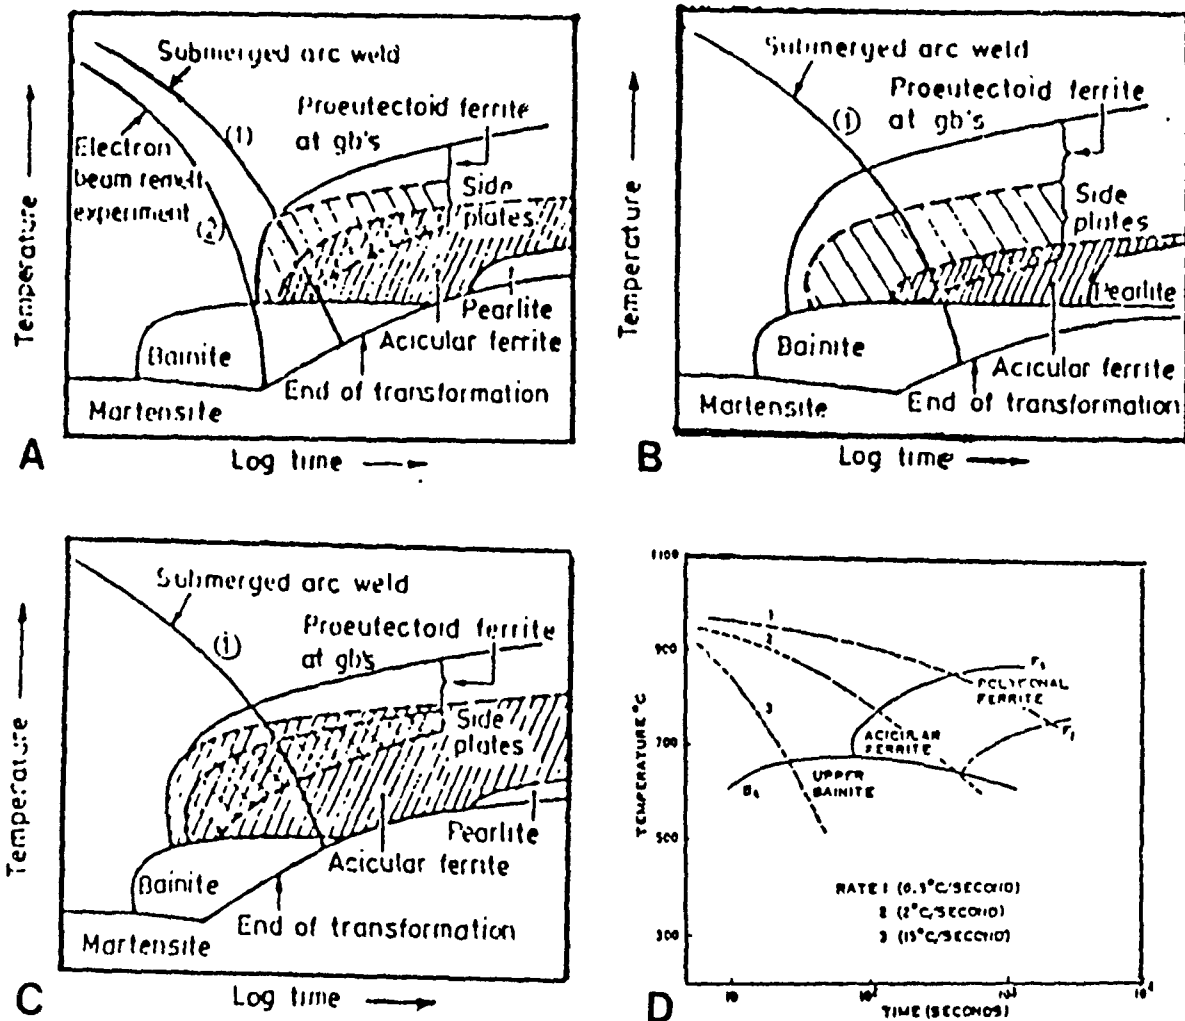 Submerged arc weld
(1)
Proeutectoid ferrite
at gb's
Electron
beam remelt
experiment
(2)
Side
plates
Pearlite
Acicular ferrite
Bainite
End of transformation
Martensite
Temperature
Log time
A
Submerged arc weld
(1)
Proeutectoid ferrite
at gb's
Side
plates
Pearlite
Bainite
Acicular ferrite
Martensite
End of transformation
Temperature
Log time
B
Submerged arc weld
(1)
Proeutectoid ferrite
at gb's
Side
plates
Pearlite
Acicular ferrite
Bainite
End of transformation
Martensite
Temperature
Log time
C
1100
900
700
500
300
TEMPERATURE °C
1
2
3
POLYGONAL
FERRITE
ACICULAR
FERRITE
UPPER
BAINITE
RATE 1 (0.5°C/SECOND)
2 (2°C/SECOND)
3 (15°C/SECOND)
10
TIME (SECONDS)
D